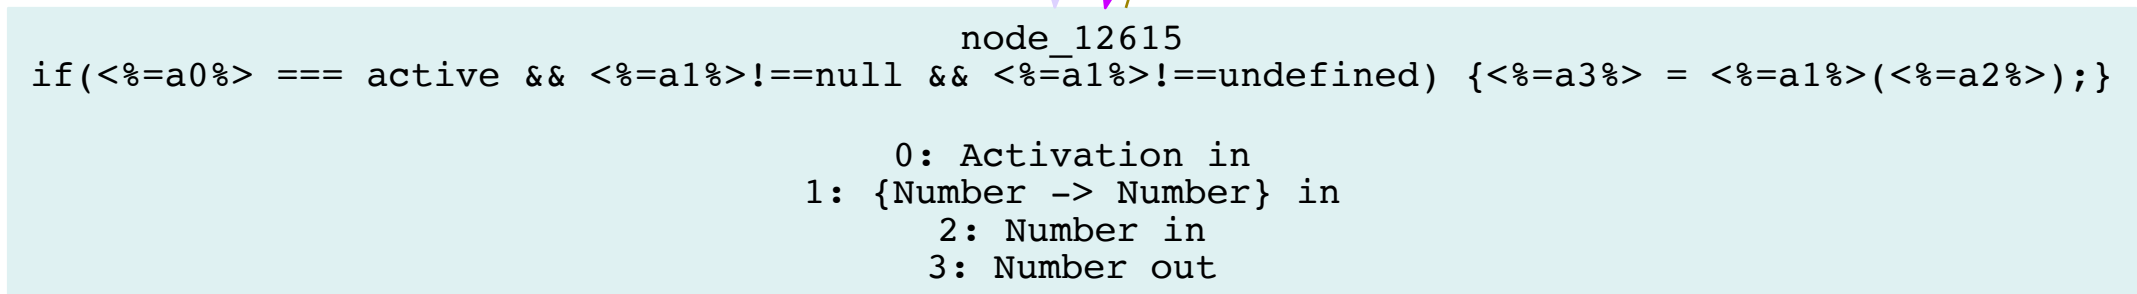 node_12615
if(<%=a0%> === active && <%=a1%>!==null && <%=a1%>!==undefined) {<%=a3%> = <%=a1%>(<%=a2%>);}
0: Activation in
1: {Number -> Number} in
2: Number in
3: Number out